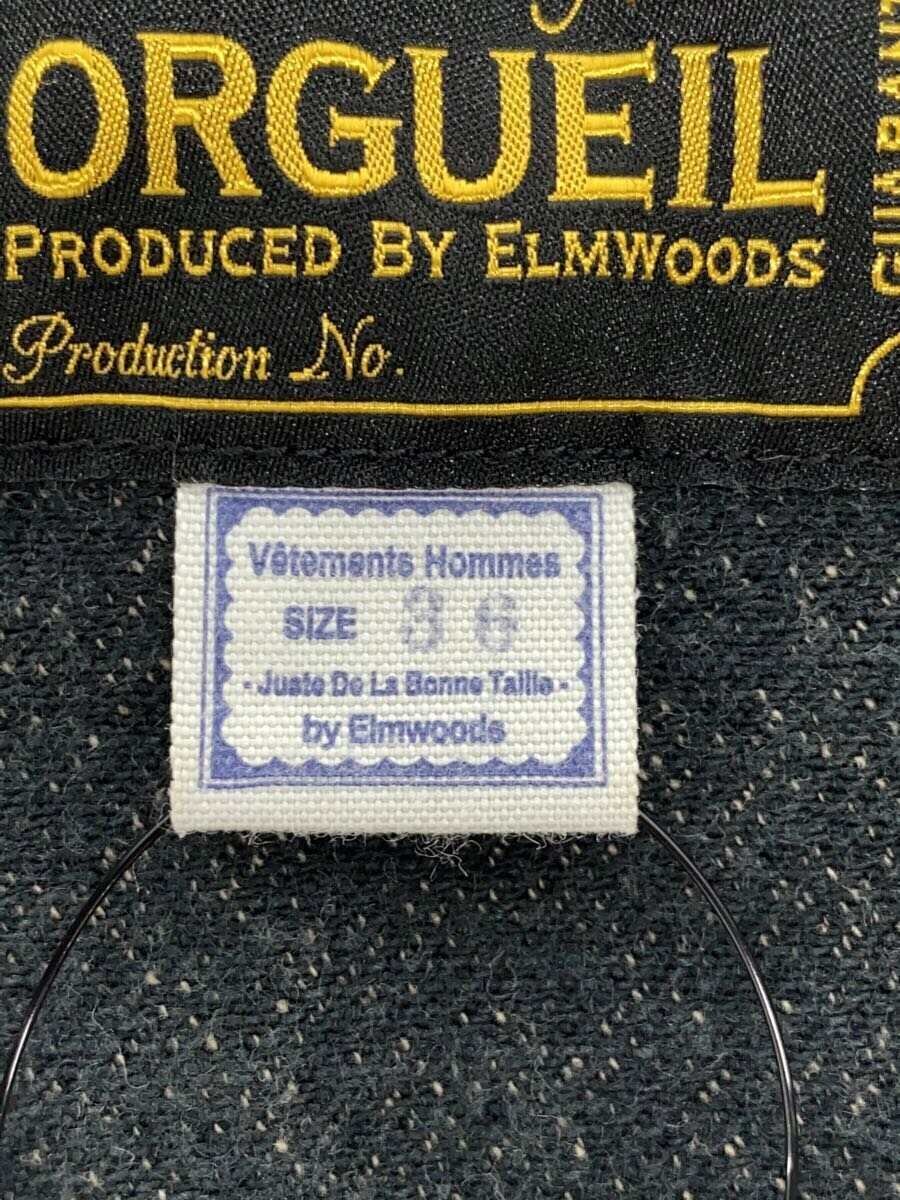 ORGUEIL
PRODUCED BY ELMWOODS
Production No.
Vêtements Hommes
SIZE 36
- Juste De La Bonne Taille -
by Elmwoods